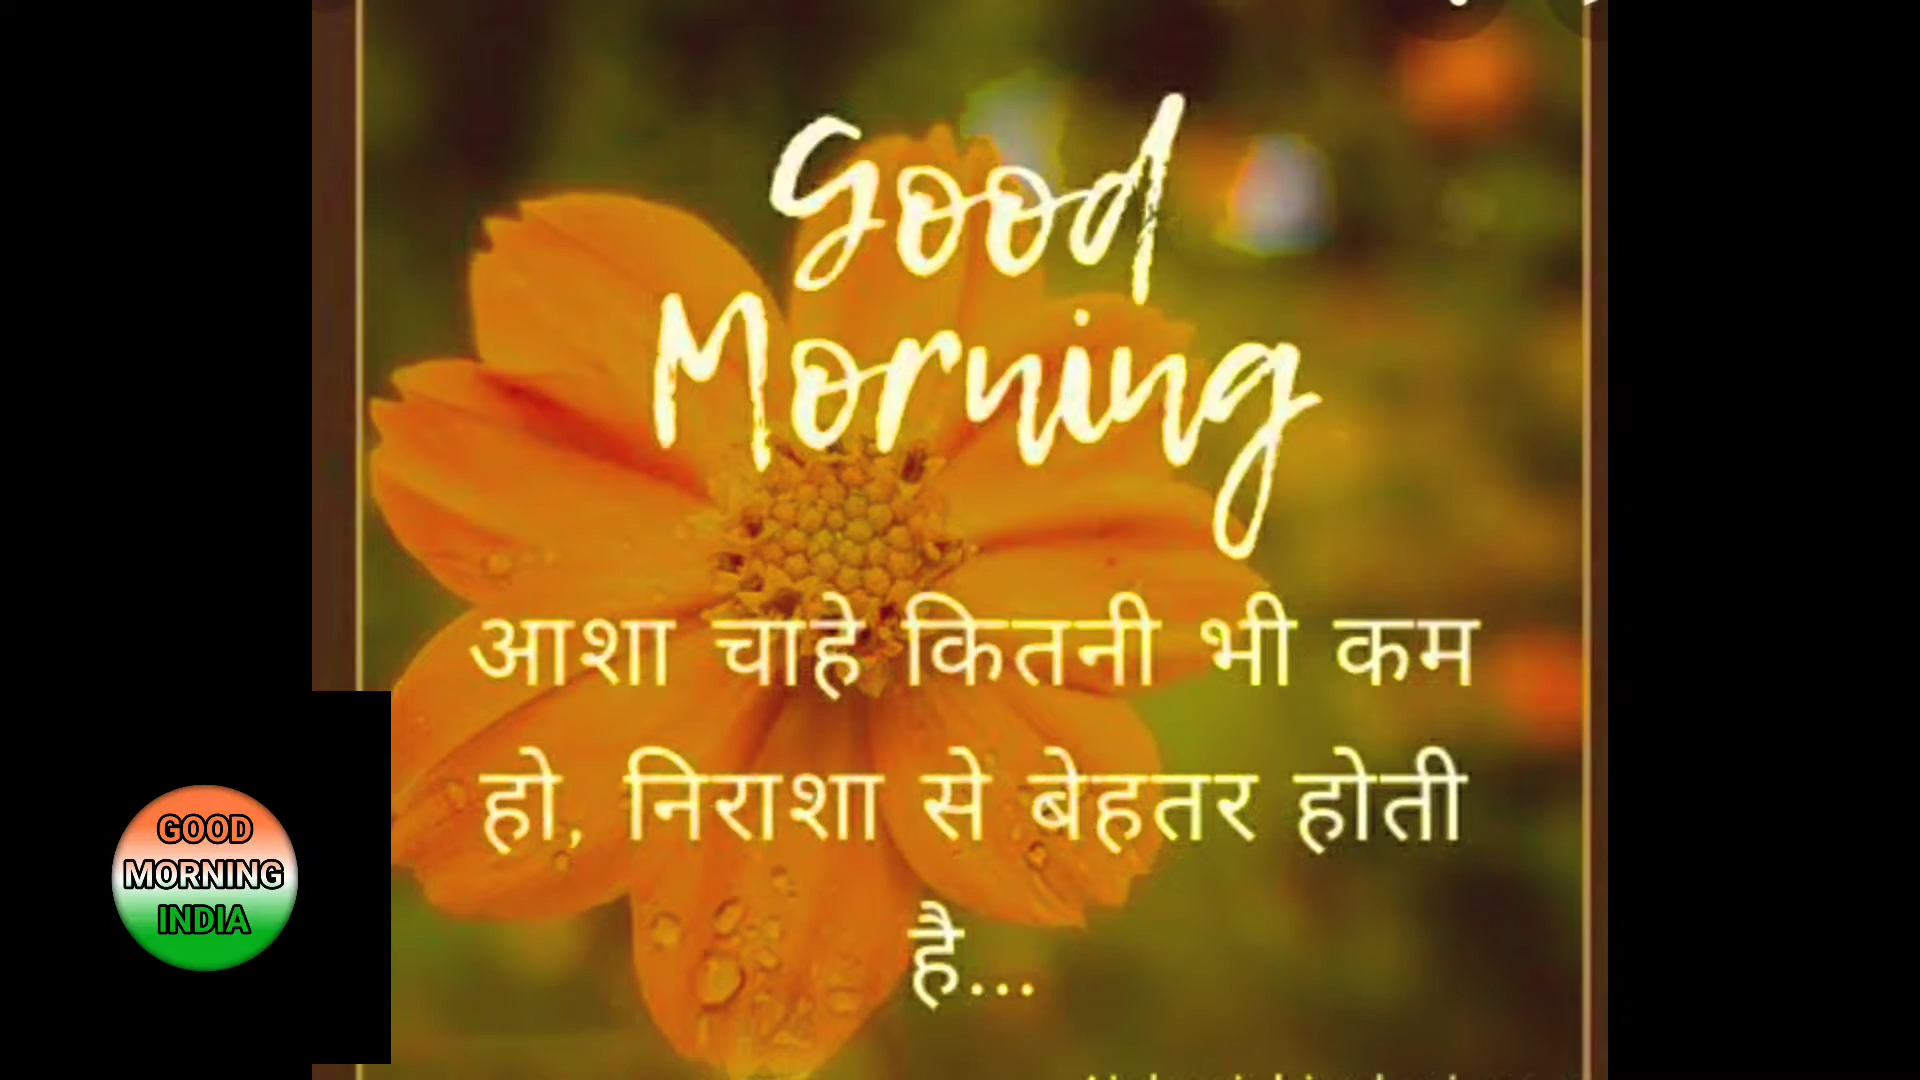 Good
Morning
आशा चाहे कितनी भी कम
हो, निराशा से बेहतर होती
है...
GOOD
MORNING
INDIA